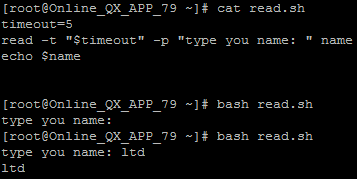 [root@Online_QX_APP_79 ~]# cat read.sh
timeout=5
read -t "$timeout" -p "type you name: " name
echo $name
[root@Online_QX_APP_79 ~]# bash read.sh
type you name:
[root@Online_QX_APP_79 ~]# bash read.sh
type you name: ltd
ltd